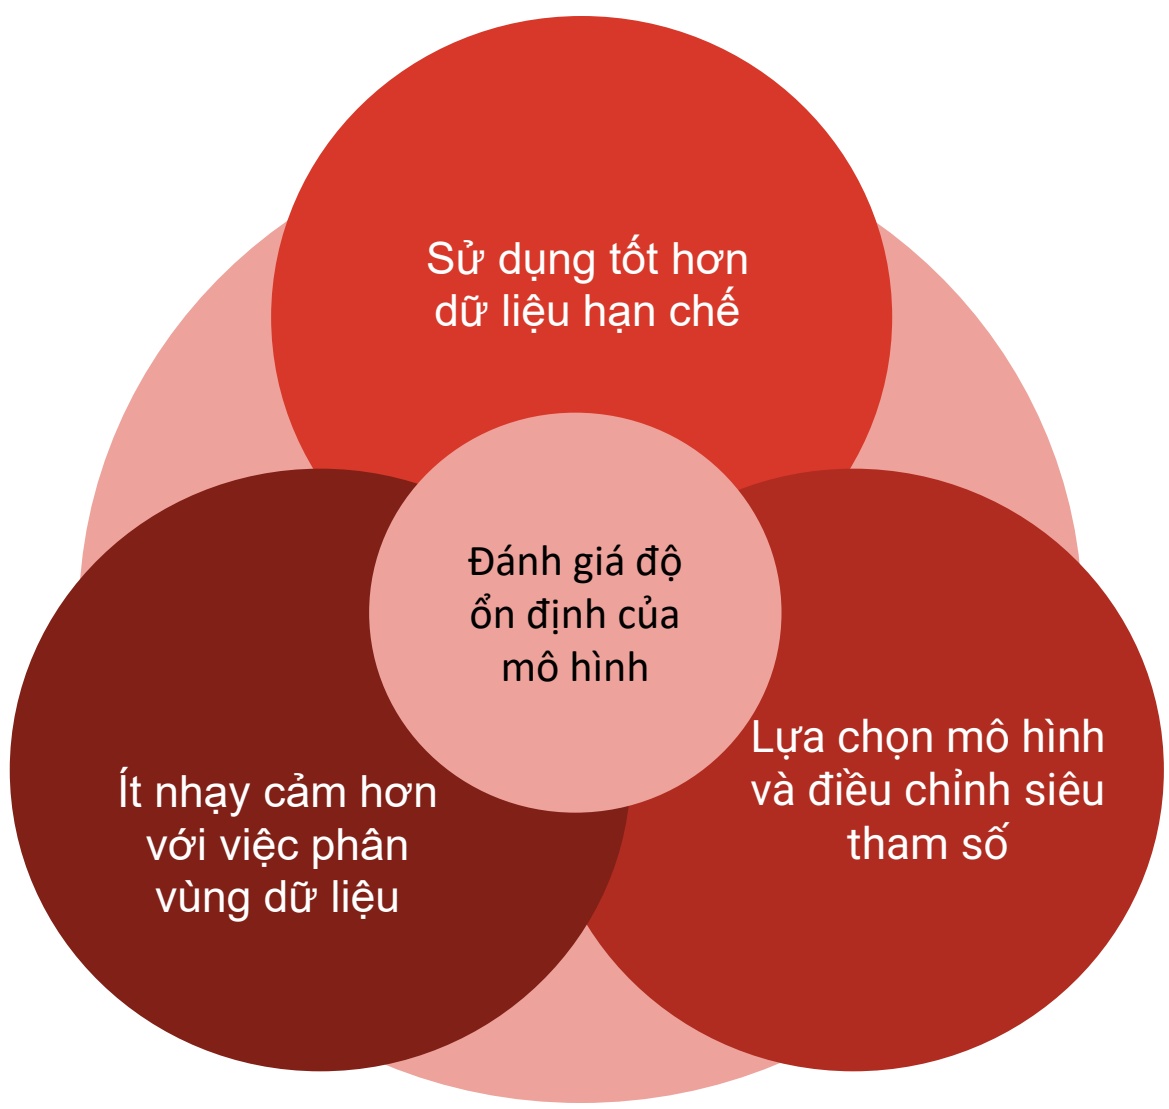 Sử dụng tốt hơn
dữ liệu hạn chế
Đánh giá độ
ổn định của
mô hình
Lựa chọn mô hình
và điều chỉnh siêu
tham số
Ít nhạy cảm hơn
với việc phân
vùng dữ liệu